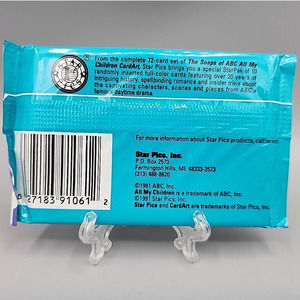 From the complete 72-card set of The Soaps of ABC All My
Children CardArt, Star Pics brings you a special StarPak of 10
randomly inserted full-color cards featuring over 20 years of
intriguing history, spellbinding romance and insider trivia about
the captivating characters, scenes and places from ABC's
famous daytime drama.
For more information about Star Pics products, call us or
Star Pics, Inc.
P.O. Box 2573
Farmington Hills, MI 48333-2573
(313) 488-8620
©1991 ABC, Inc.
All My Children is a trademark of ABC, Inc.
©1991 Star Pics, Inc.
Star Pics and CardArt are trademarks of Star Pics, Inc.
0 27183 91061 2